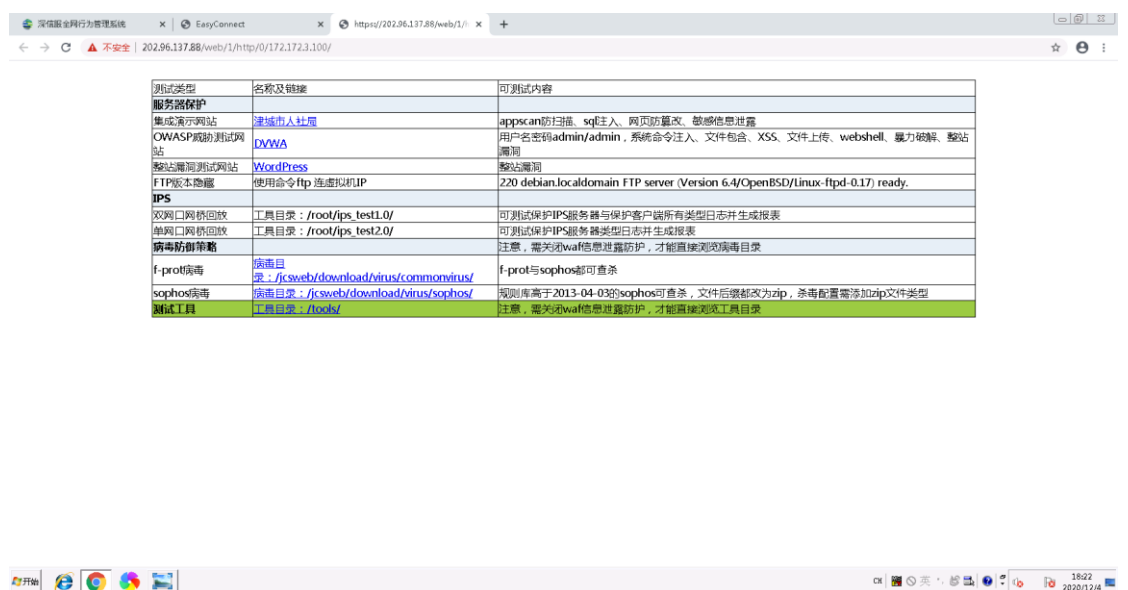 深信服全网行为管理系统
EasyConnect
https://202.96.137.88/web/1/h
不安全 | 202.96.137.88/web/1/http/0/172.172.3.100/
测试类型 名称及链接 可测试内容
服务器保护
集成演示网站 津城市人社局 appscan防扫描、sql注入、网页防篡改、敏感信息泄露
OWASP威胁测试网 DVWA 用户名密码admin/admin，系统命令注入、文件包含、XSS、文件上传、webshell、暴力破解、整站
站 漏洞
整站漏洞测试网站 WordPress 整站漏洞
FTP版本隐藏 使用命令ftp 连虚拟机IP 220 debian.localdomain FTP server (Version 6.4/OpenBSD/Linux-ftpd-0.17) ready.
IPS
双网口网桥回放 工具目录：/root/ips_test1.0/ 可测试保护IPS服务器与保护客户端所有类型日志并生成报表
单网口网桥回放 工具目录：/root/ips_test2.0/ 可测试保护IPS服务器类型日志并生成报表
病毒防御策略 注意，需关闭waf信息泄露防护，才能直接浏览病毒目录
f-prot病毒 病毒目
录：/jcsweb/download/virus/commonvirus/ f-prot与sophos都可查杀
sophos病毒 病毒目录：/jcsweb/download/virus/sophos/ 规则库高于2013-04-03的sophos可查杀，文件后缀都改为zip，杀毒配置需添加zip文件类型
测试工具 工具目录：/tools/ 注意，需关闭waf信息泄露防护，才能直接浏览工具目录
开始
CH 英
18:22
2020/12/4